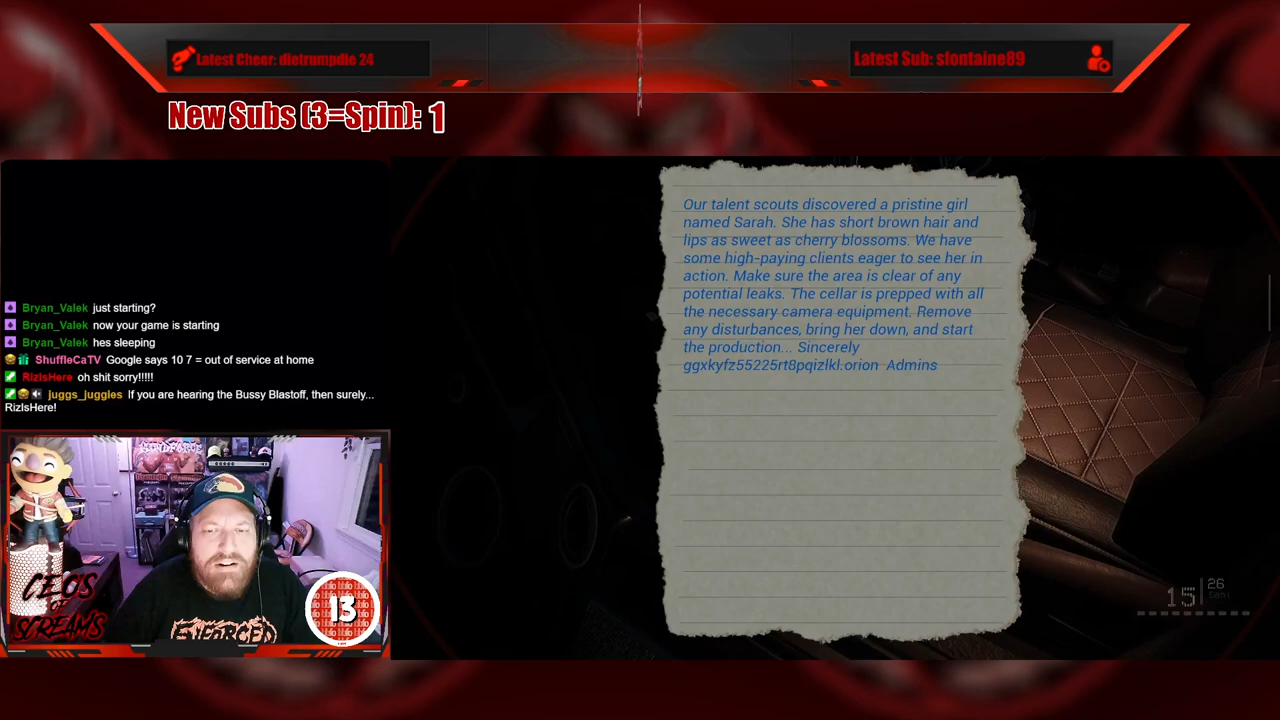 Latest Cheer: dietrumpdie 24
Latest Sub: sfontaine89
New Subs (3=Spin): 1
Our talent scouts discovered a pristine girl
named Sarah. She has short brown hair and
lips as sweet as cherry blossoms. We have
some high-paying clients eager to see her in
action. Make sure the area is clear of any
potential leaks. The cellar is prepped with all
the necessary camera equipment. Remove
any disturbances, bring her down, and start
the production... Sincerely
ggxkyfz55225rt8pqizlkl.orion Admins
Bryan_Valek just starting?
Bryan_Valek now your game is starting
Bryan_Valek hes sleeping
ShuffleCaTV Google says 10 7 = out of service at home
RizIsHere oh shit sorry!!!!!
juggs_juggles If you are hearing the Bussy Blastoff, then surely...
RizIsHere!
CEO'S
OF
SCREAMS
ENFORCED
13
15
26